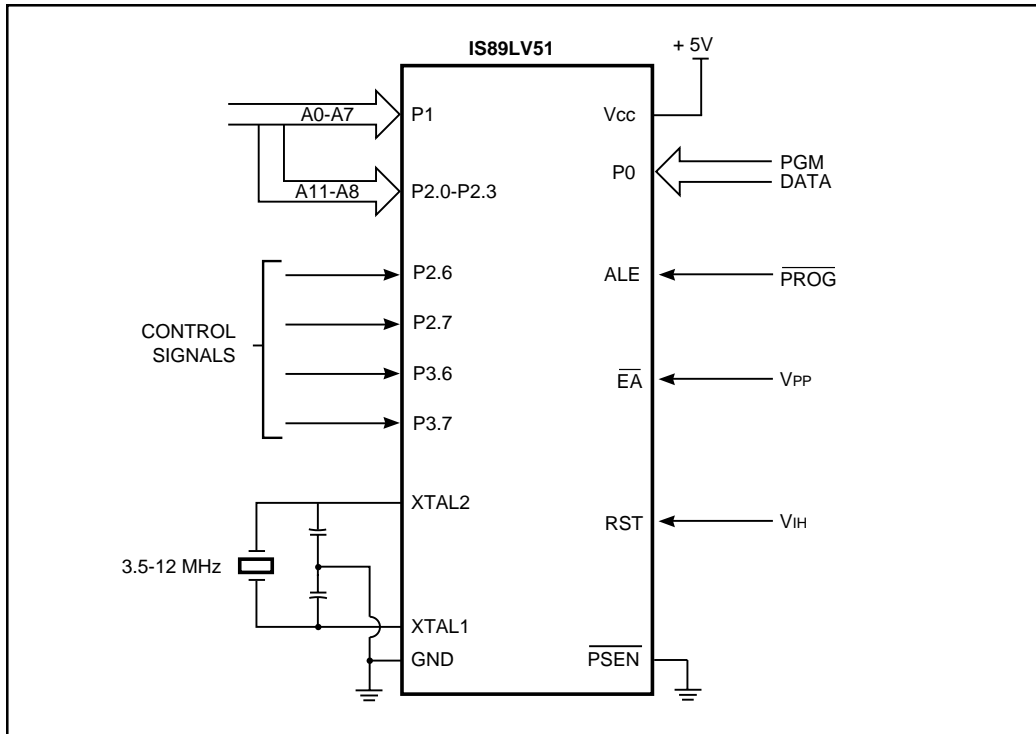 IS89LV51
+ 5V
A0-A7
P1
Vcc
A11-A8
P2.0-P2.3
P0
PGM
DATA
P2.6
ALE
PROG
P2.7
CONTROL
SIGNALS
P3.6
EA
VPP
P3.7
XTAL2
RST
VIH
3.5-12 MHz
XTAL1
GND
PSEN